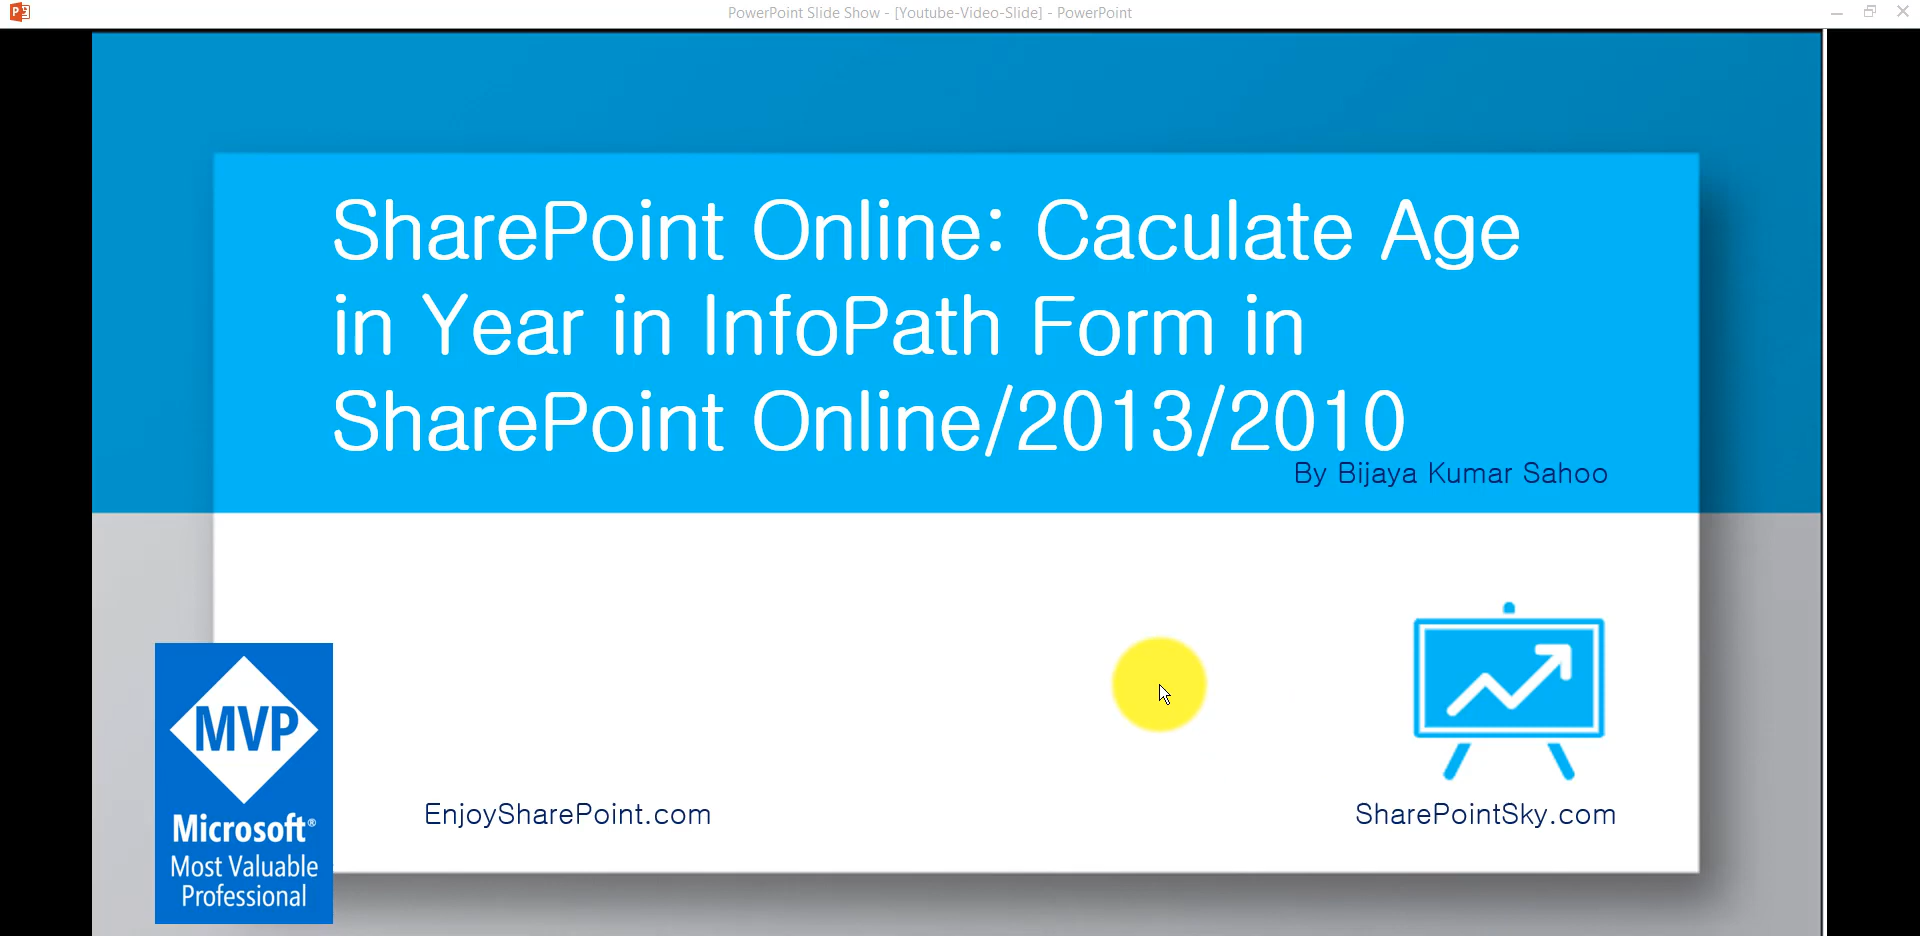 PowerPoint Slide Show - [Youtube-Video-Slide] - PowerPoint
SharePoint Online: Caculate Age
in Year in InfoPath Form in
SharePoint Online/2013/2010
By Bijaya Kumar Sahoo
MVP
Microsoft®
Most Valuable
Professional
EnjoySharePoint.com
SharePointSky.com